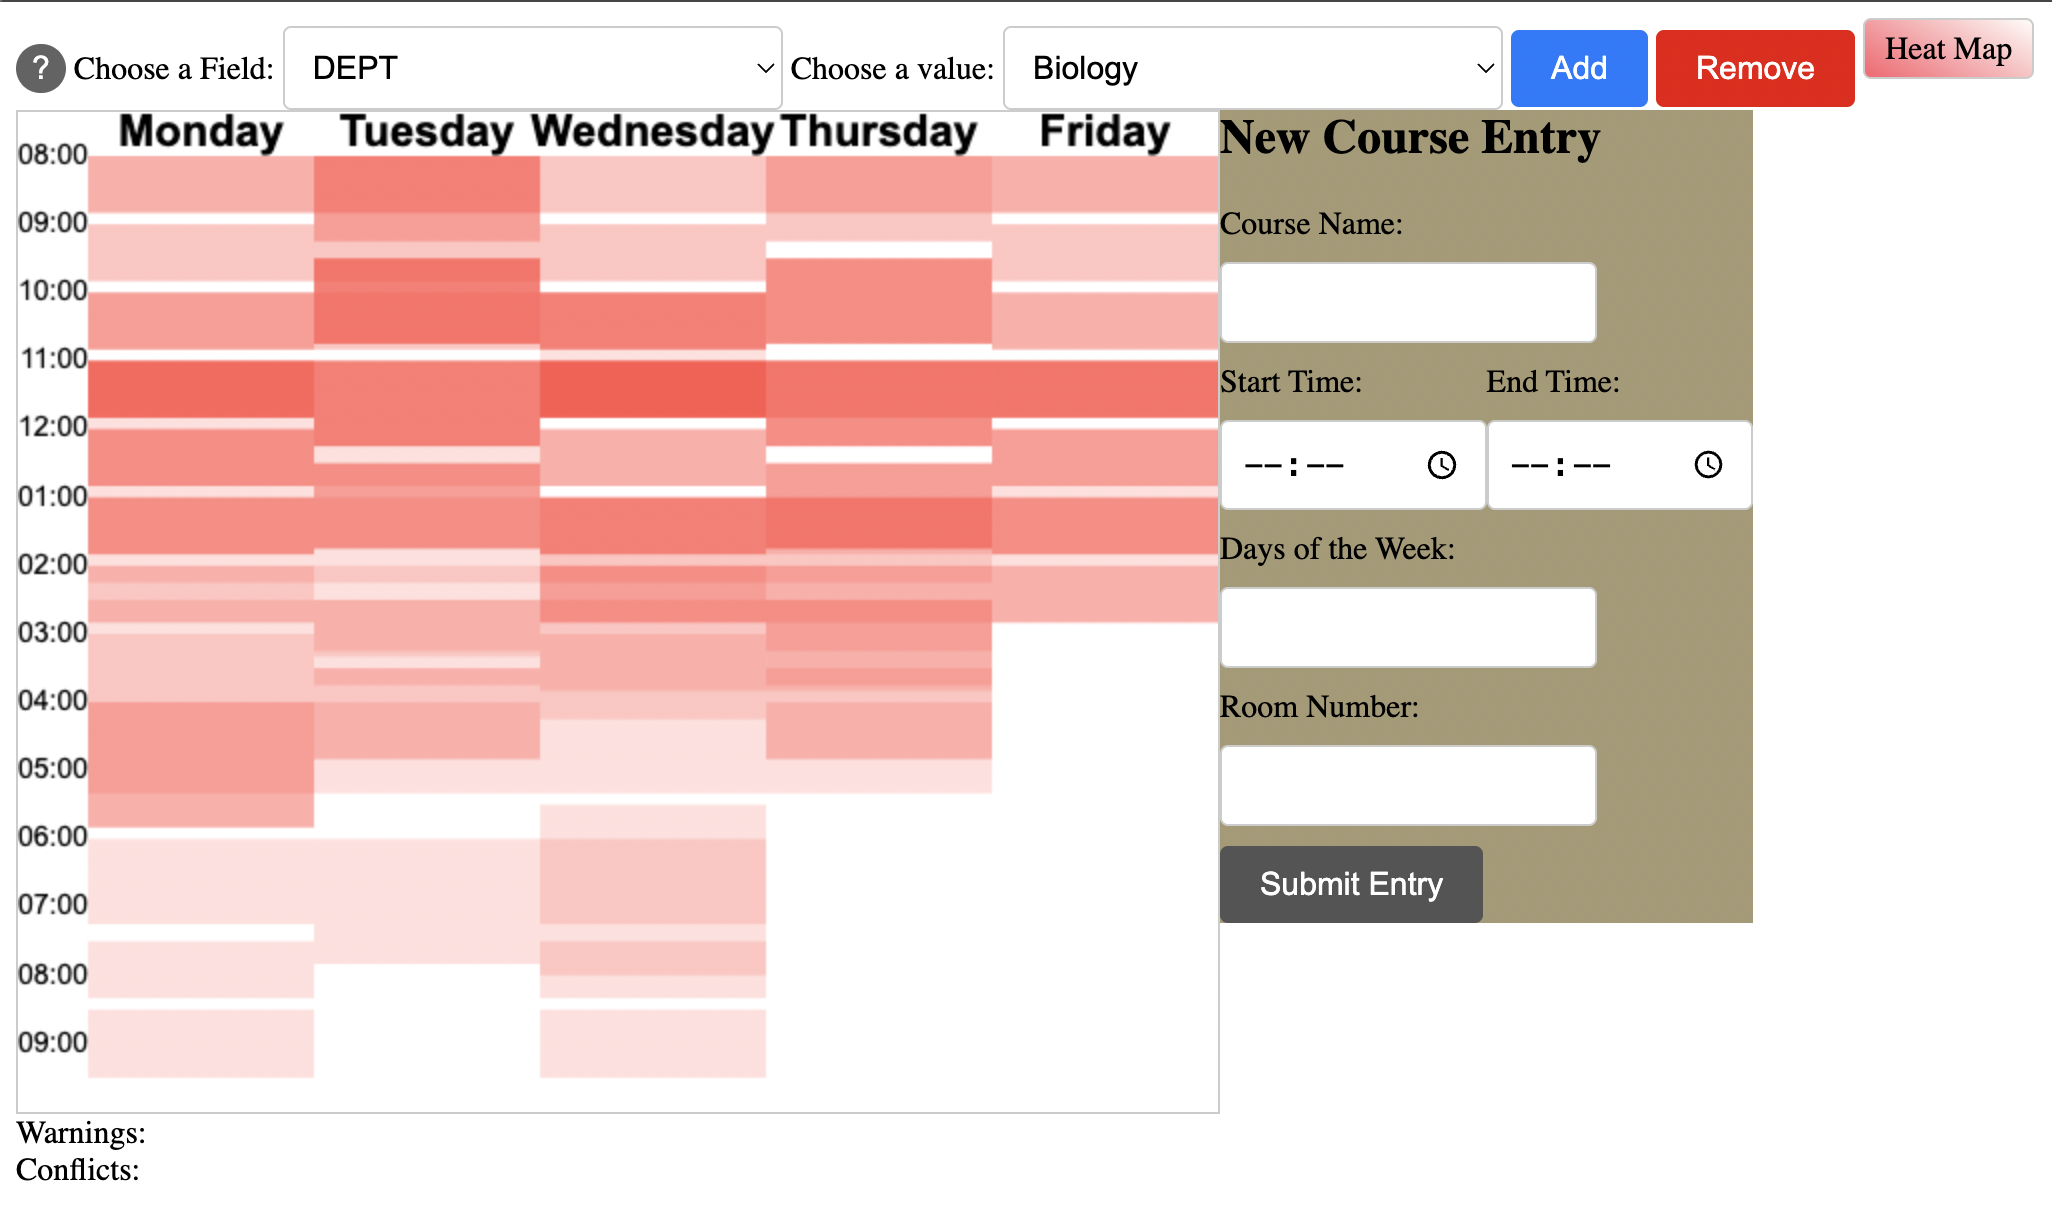 ? Choose a Field: DEPT Choose a value: Biology Add Remove Heat Map
Monday Tuesday Wednesday Thursday Friday
08:00
09:00
10:00
11:00
12:00
01:00
02:00
03:00
04:00
05:00
06:00
07:00
08:00
09:00
New Course Entry
Course Name:
Start Time: End Time:
--:-- --:--
Days of the Week:
Room Number:
Submit Entry
Warnings:
Conflicts: